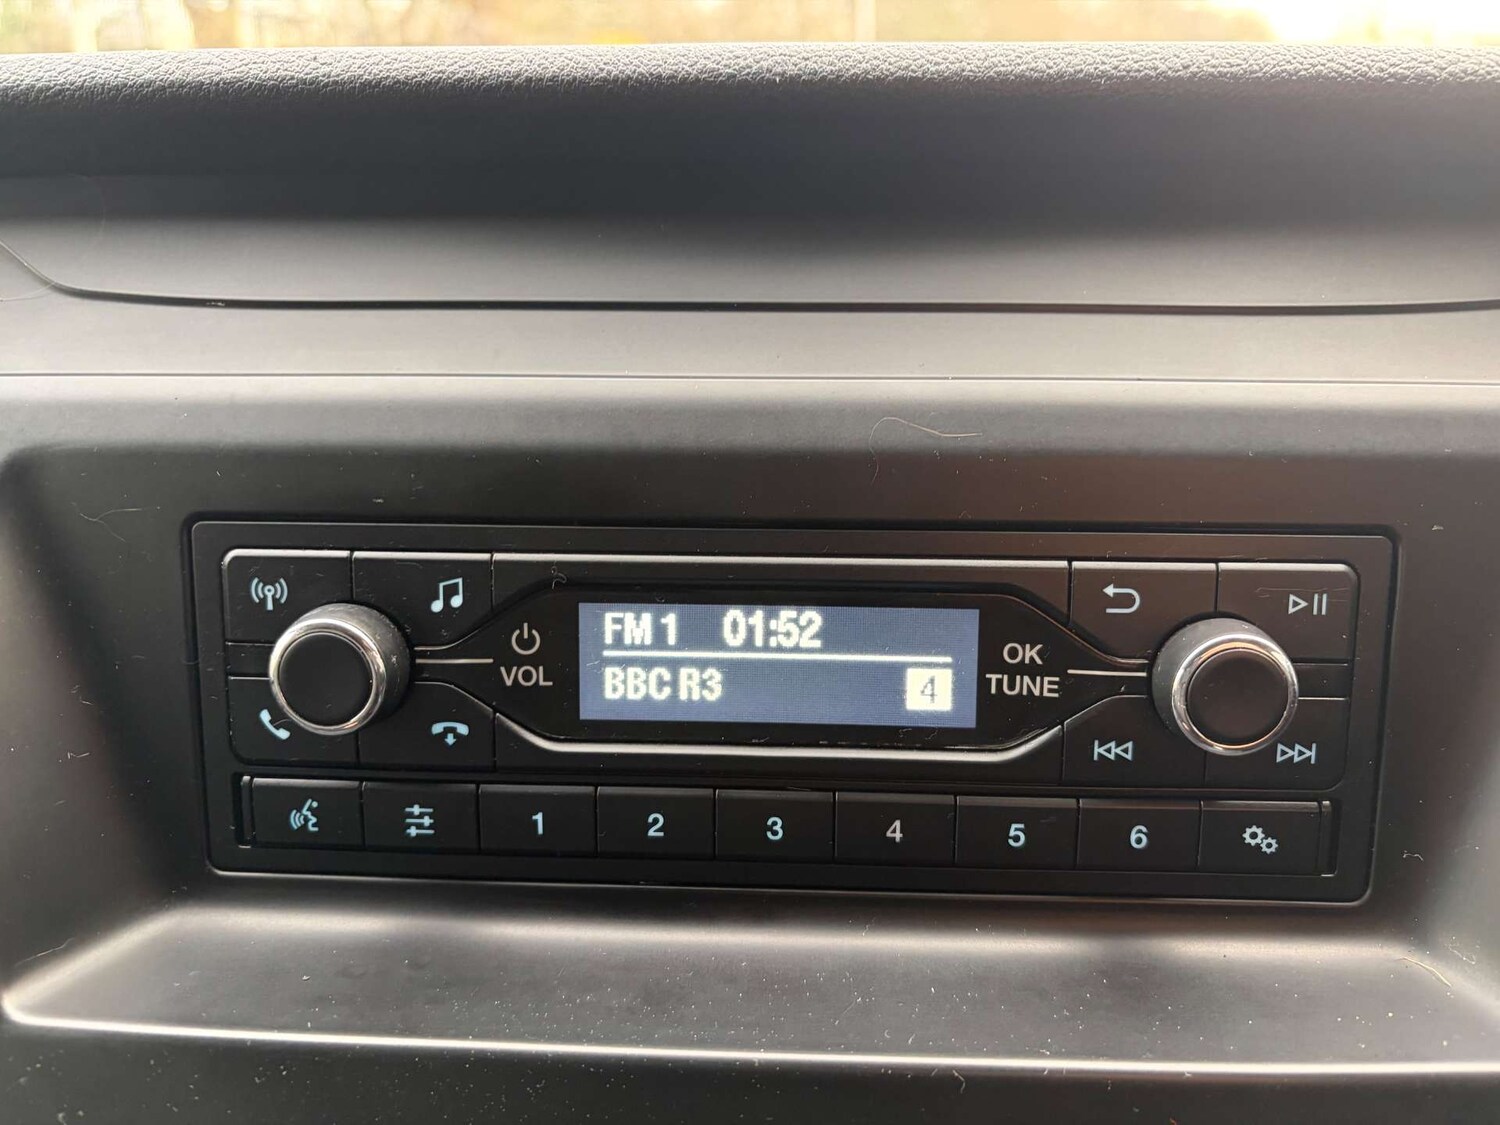 FM 1 01:52
BBC R3 4
VOL
OK
TUNE
1 2 3 4 5 6